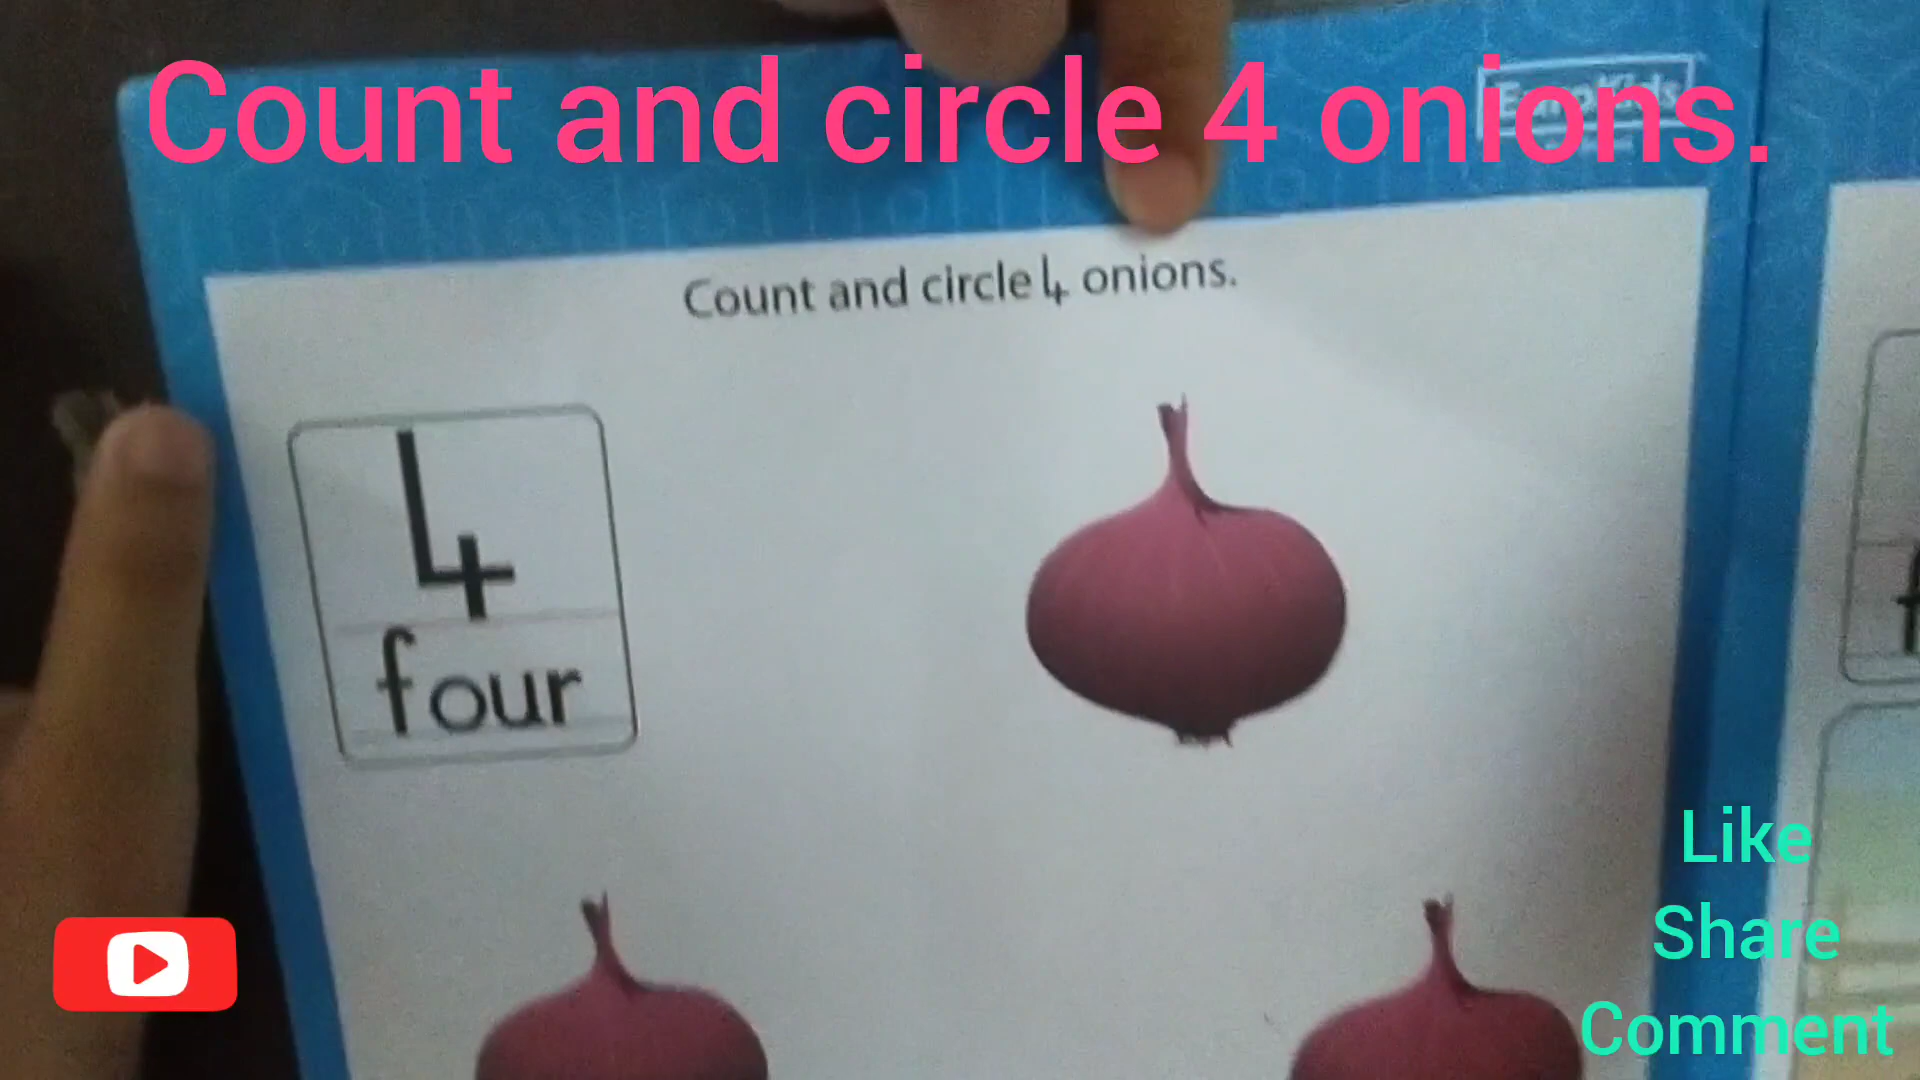 Count and circle 4 onions.
Count and circle 4 onions.
4
four
Like
Share
Comment